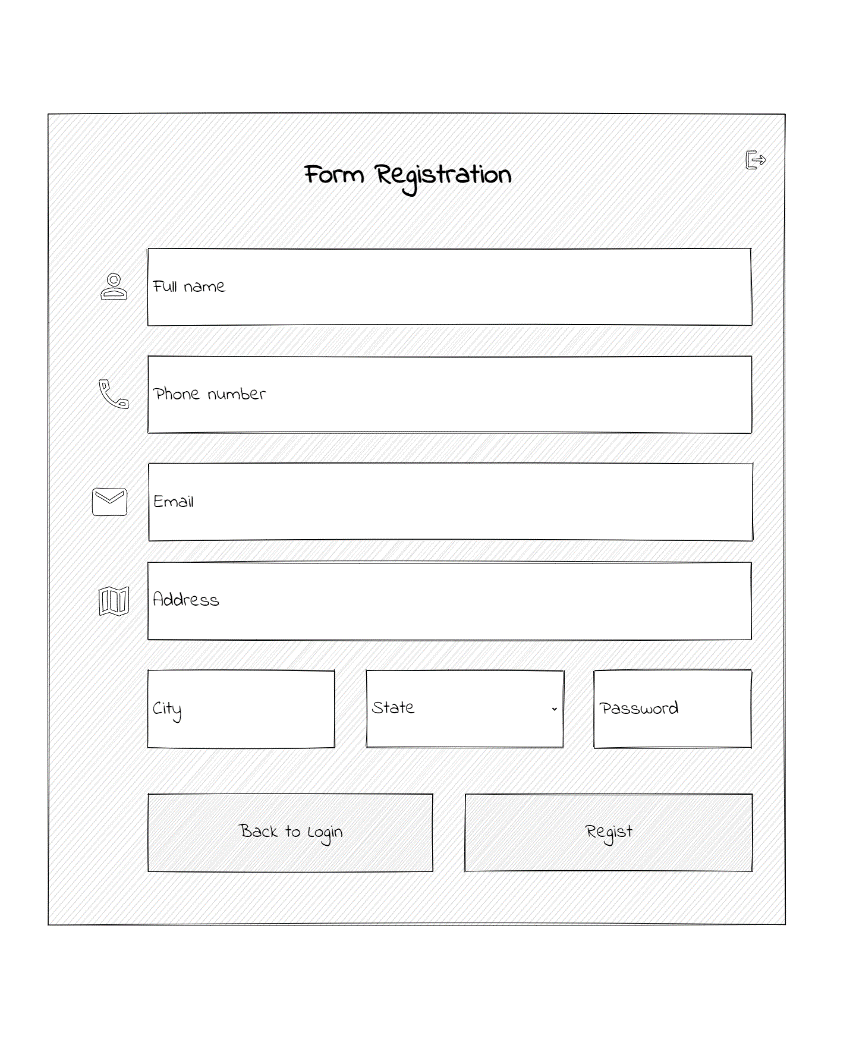 Form Registration
Full name
Phone number
Email
Address
City
State
Password
Back to Login
Regist